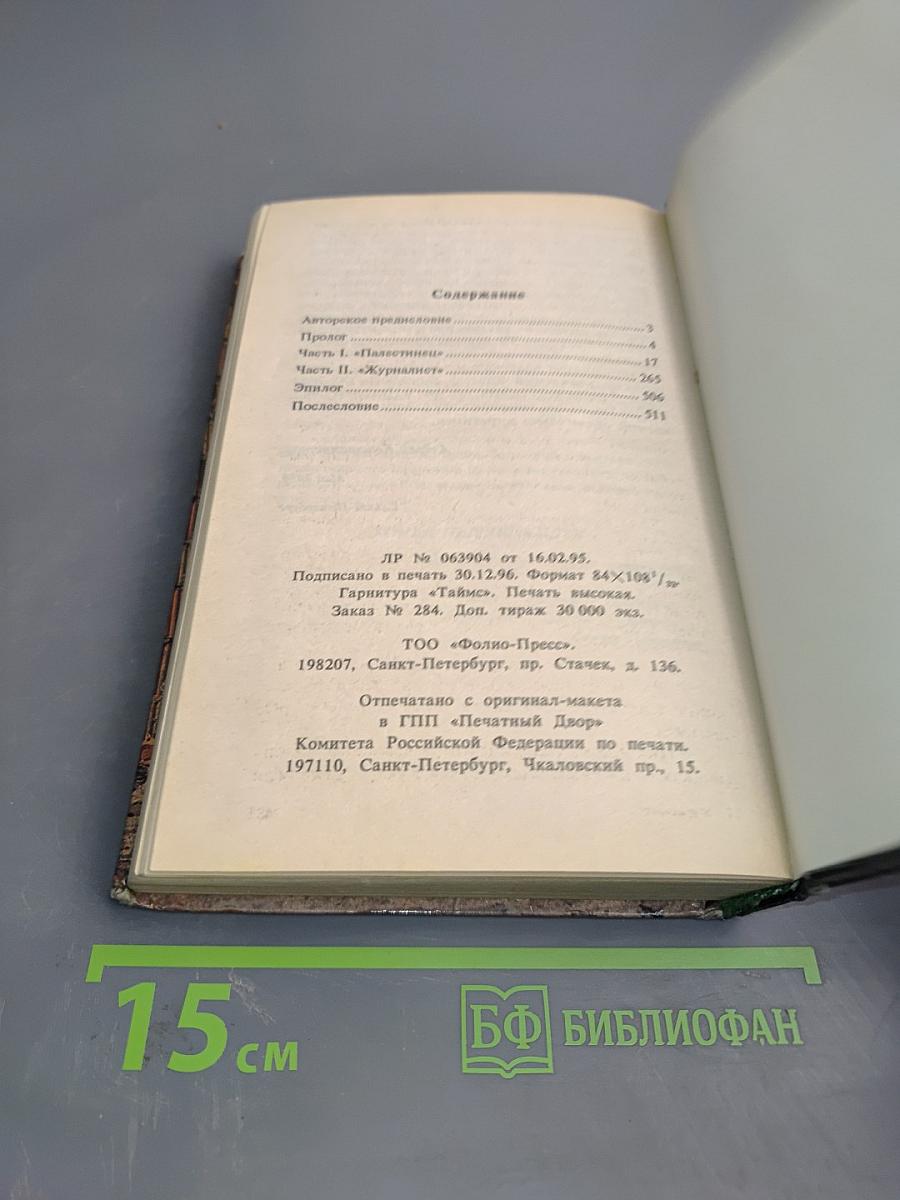 Содержание
Авторское предисловие 3
Пролог 4
Часть I. «Палестинец» 17
Часть II. «Журналист» 265
Эпилог 506
Послесловие 511
ЛР № 063904 от 16.02.95.
Подписано в печать 30.12.96. Формат 84×108¹/₃₂.
Гарнитура «Таймс». Печать высокая.
Заказ № 284. Доп. тираж 30 000 экз.
ТОО «Фолио-Пресс».
198207, Санкт-Петербург, пр. Стачек, д. 136.
Отпечатано с оригинал-макета
в ГПП «Печатный Двор»
Комитета Российской Федерации по печати.
197110, Санкт-Петербург, Чкаловский пр., 15.
15 см
БФ БИБЛИОФАН